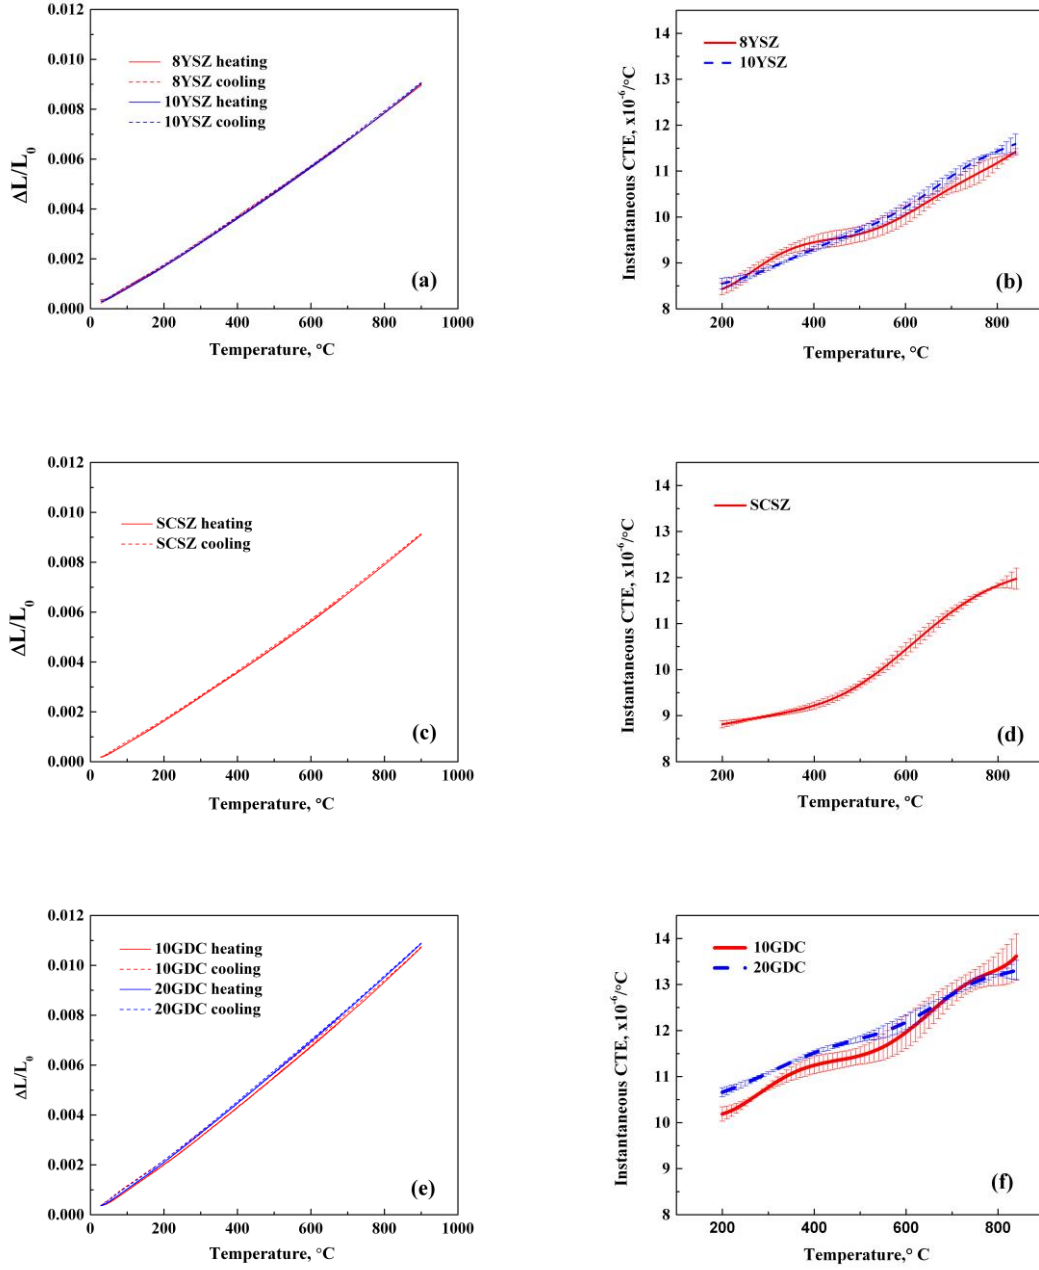 0.012
0.010
0.008
0.006
0.004
0.002
0.000
ΔL/L0
8YSZ heating
8YSZ cooling
10YSZ heating
10YSZ cooling
(a)
0 200 400 600 800 1000
Temperature, °C
14
13
12
11
10
9
8
Instantaneous CTE, x10-6/°C
8YSZ
10YSZ
(b)
200 400 600 800
Temperature, °C
0.012
0.010
0.008
0.006
0.004
0.002
0.000
ΔL/L0
SCSZ heating
SCSZ cooling
(c)
0 200 400 600 800 1000
Temperature, °C
14
13
12
11
10
9
8
Instantaneous CTE, x10-6/°C
SCSZ
(d)
200 400 600 800
Temperature, °C
0.012
0.010
0.008
0.006
0.004
0.002
0.000
ΔL/L0
10GDC heating
10GDC cooling
20GDC heating
20GDC cooling
(e)
0 200 400 600 800 1000
Temperature, °C
14
13
12
11
10
9
8
Instantaneous CTE, x10-6/°C
10GDC
20GDC
(f)
200 400 600 800
Temperature,° C